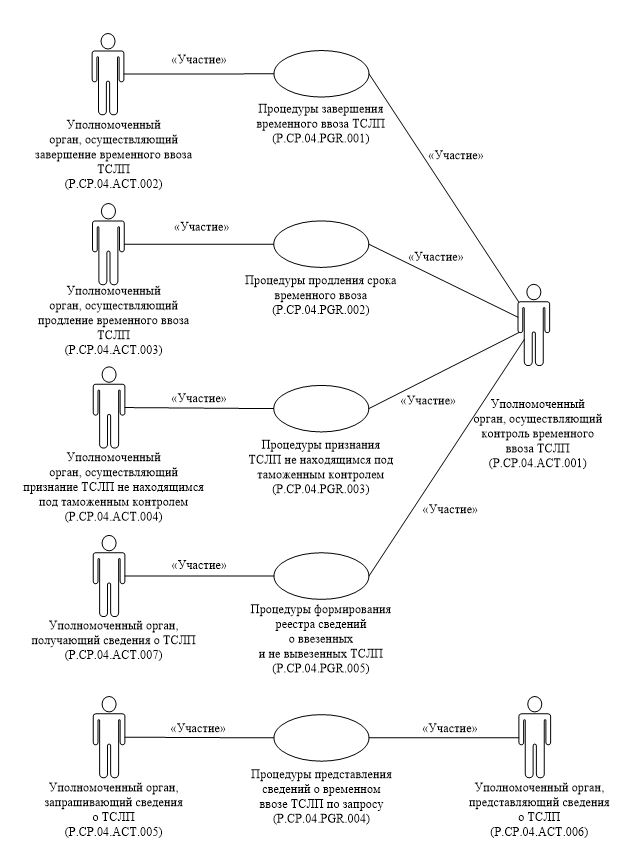 «Участие»
Уполномоченный
орган, осуществляющий
завершение временного ввоза
ТСЛП
(P.CP.04.ACT.002)
Процедуры завершения
временного ввоза ТСЛП
(P.CP.04.PGR.001)
«Участие»
«Участие»
Уполномоченный
орган, осуществляющий
продление временного ввоза
ТСЛП
(P.CP.04.ACT.003)
Процедуры продления срока
временного ввоза
(P.CP.04.PGR.002)
«Участие»
«Участие»
Уполномоченный
орган, осуществляющий
признание ТСЛП не находящимся
под таможенным контролем
(P.CP.04.ACT.004)
Процедуры признания
ТСЛП не находящимся под
таможенным контролем
(P.CP.04.PGR.003)
«Участие»
Уполномоченный
орган, осуществляющий
контроль временного
ввоза ТСЛП
(P.CP.04.ACT.001)
«Участие»
«Участие»
Уполномоченный орган,
получающий сведения о ТСЛП
(P.CP.04.ACT.007)
Процедуры формирования
реестра сведений
о ввезенных
и не вывезенных ТСЛП
(P.CP.04.PGR.005)
«Участие»
«Участие»
Уполномоченный орган,
запрашивающий сведения
о ТСЛП
(P.CP.04.ACT.005)
Процедуры представления
сведений о временном
ввозе ТСЛП по запросу
(P.CP.04.PGR.004)
Уполномоченный орган,
представляющий сведения
о ТСЛП
(P.CP.04.ACT.006)